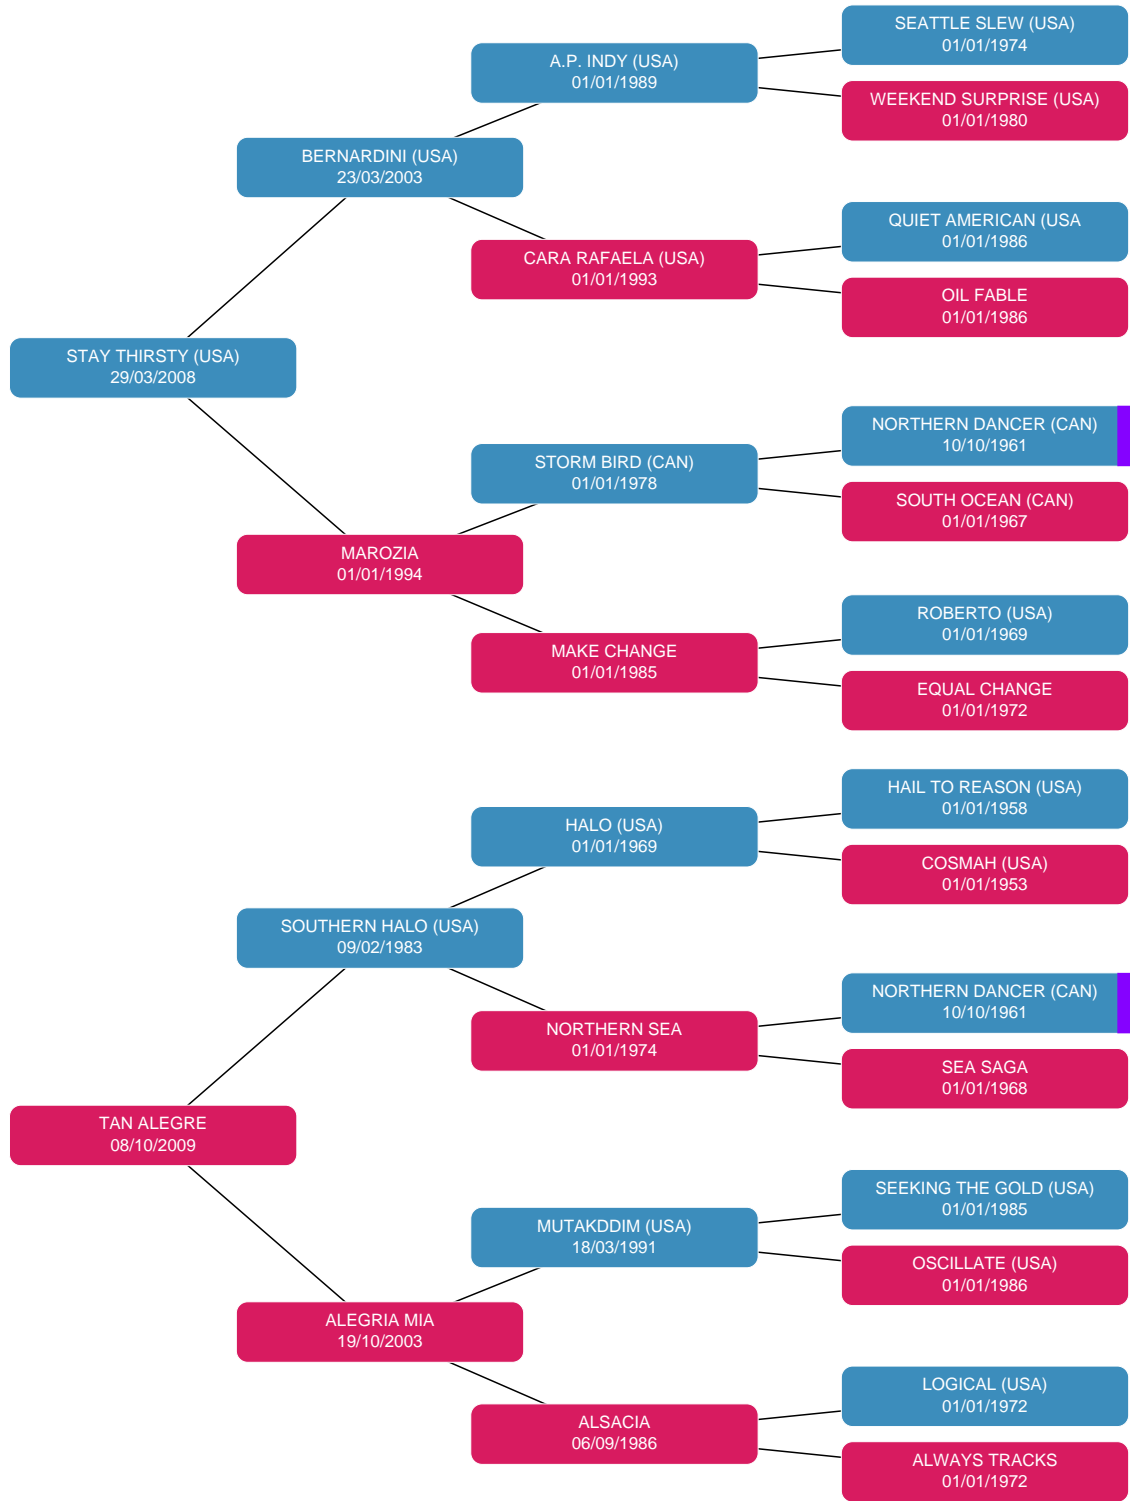 SEATTLE SLEW (USA)
01/01/1974
A.P. INDY (USA)
01/01/1989
WEEKEND SURPRISE (USA)
01/01/1980
BERNARDINI (USA)
23/03/2003
QUIET AMERICAN (USA
01/01/1986
CARA RAFAELA (USA)
01/01/1993
OIL FABLE
01/01/1986
STAY THIRSTY (USA)
29/03/2008
NORTHERN DANCER (CAN)
10/10/1961
STORM BIRD (CAN)
01/01/1978
SOUTH OCEAN (CAN)
01/01/1967
MAROZIA
01/01/1994
ROBERTO (USA)
01/01/1969
MAKE CHANGE
01/01/1985
EQUAL CHANGE
01/01/1972
HAIL TO REASON (USA)
01/01/1958
HALO (USA)
01/01/1969
COSMAH (USA)
01/01/1953
SOUTHERN HALO (USA)
09/02/1983
NORTHERN DANCER (CAN)
10/10/1961
NORTHERN SEA
01/01/1974
SEA SAGA
01/01/1968
TAN ALEGRE
08/10/2009
SEEKING THE GOLD (USA)
01/01/1985
MUTAKDDIM (USA)
18/03/1991
OSCILLATE (USA)
01/01/1986
ALEGRIA MIA
19/10/2003
LOGICAL (USA)
01/01/1972
ALSACIA
06/09/1986
ALWAYS TRACKS
01/01/1972